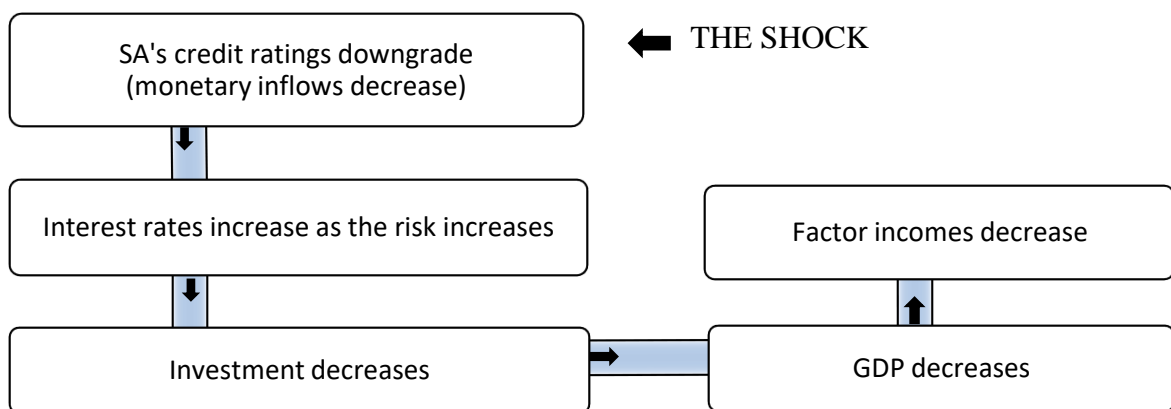 SA's credit ratings downgrade
(monetary inflows decrease)
THE SHOCK
Interest rates increase as the risk increases
Investment decreases
GDP decreases
Factor incomes decrease